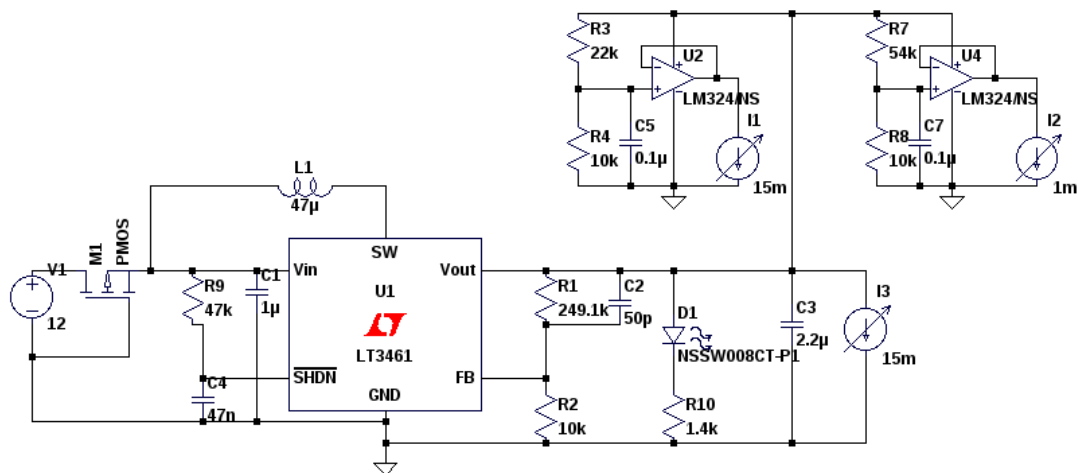 R3
22k
U2
LM324/NS
R4
10k
C5
0.1µ
I1
15m
R7
54k
U4
LM324/NS
R8
10k
C7
0.1µ
I2
1m
L1
47µ
M1
PMOS
V1
12
R9
47k
C1
1µ
C4
47n
SW
Vin
Vout
U1
LT3461
SHDN
FB
GND
R1
249.1k
C2
50p
R2
10k
D1
NSSW008CT-P1
R10
1.4k
C3
2.2µ
I3
15m